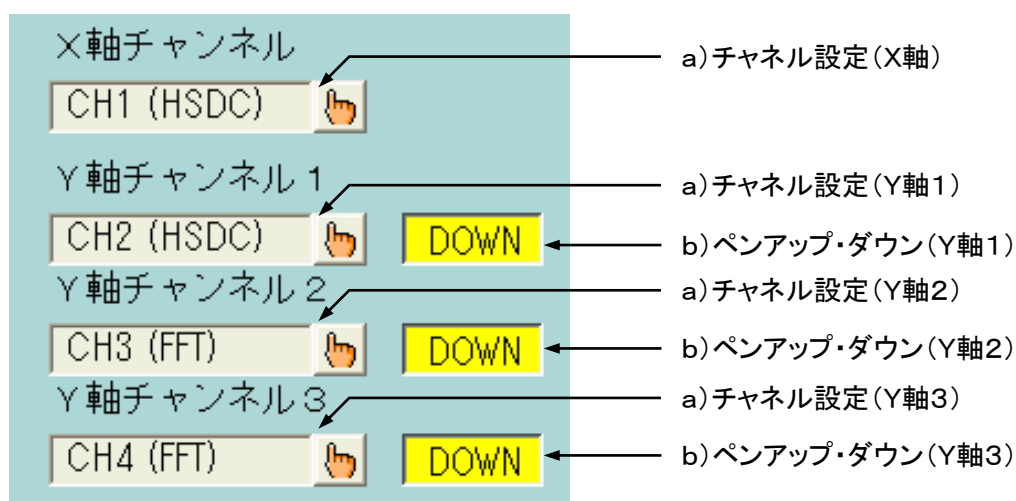 X軸チャンネル
a)チャネル設定(X軸)
CH1 (HSDC)
Y軸チャンネル1
a)チャネル設定(Y軸1)
CH2 (HSDC)
DOWN
b)ペンアップ・ダウン(Y軸1)
Y軸チャンネル2
a)チャネル設定(Y軸2)
CH3 (FFT)
DOWN
b)ペンアップ・ダウン(Y軸2)
Y軸チャンネル3
a)チャネル設定(Y軸3)
CH4 (FFT)
DOWN
b)ペンアップ・ダウン(Y軸3)